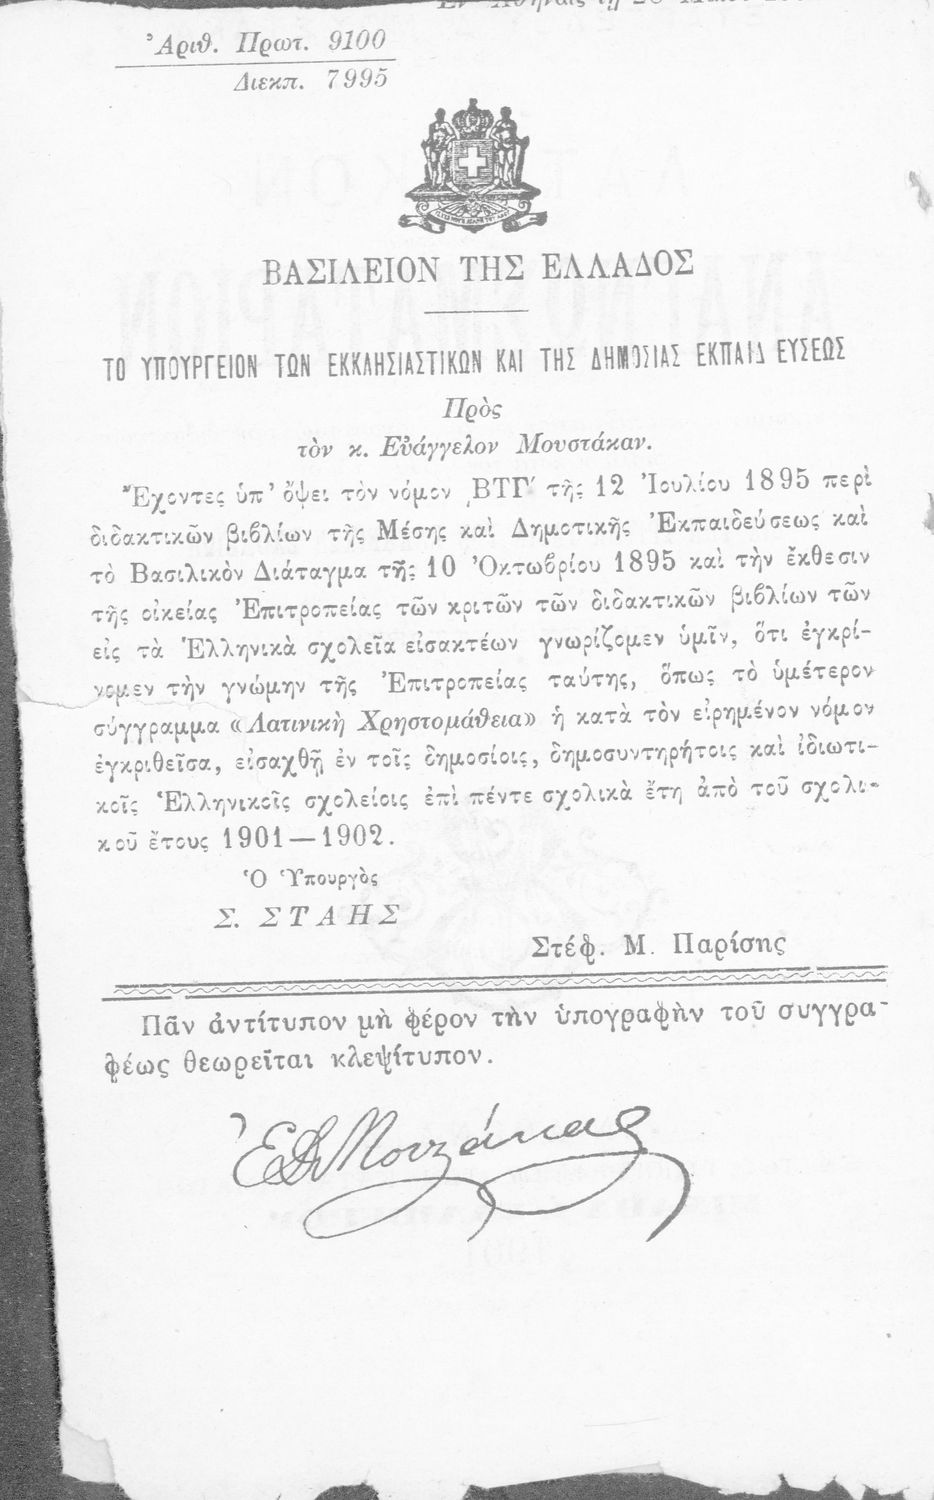 Ἐν Ἀθήναις τῇ
Ἀριθ. Πρωτ. 9100
Διεκπ. 7995
ΒΑΣΙΛΕΙΟΝ ΤΗΣ ΕΛΛΑΔΟΣ
ΤΟ ΥΠΟΥΡΓΕΙΟΝ ΤΩΝ ΕΚΚΛΗΣΙΑΣΤΙΚΩΝ ΚΑΙ ΤΗΣ ΔΗΜΟΣΙΑΣ ΕΚΠΑΙΔΕΥΣΕΩΣ
Πρὸς
τὸν κ. Εὐάγγελον Μουστάκαν.
Ἔχοντες ὑπ' ὄψει τὸν νόμον ͵ΒΤΓ΄ τῆς 12 Ἰουλίου 1895 περὶ
διδακτικῶν βιβλίων τῆς Μέσης καὶ Δημοτικῆς Ἐκπαιδεύσεως καὶ
τὸ Βασιλικὸν Διάταγμα τῆς 10 Ὀκτωβρίου 1895 καὶ τὴν ἔκθεσιν
τῆς οἰκείας Ἐπιτροπείας τῶν κριτῶν τῶν διδακτικῶν βιβλίων τῶν
εἰς τὰ Ἑλληνικὰ σχολεῖα εἰσακτέων γνωρίζομεν ὑμῖν, ὅτι ἐγκρί-
νομεν τὴν γνώμην τῆς Ἐπιτροπείας ταύτης, ὅπως τὸ ὑμέτερον
σύγγραμμα «Λατινικὴ Χρηστομάθεια» ἡ κατὰ τὸν εἰρημένον νόμον
ἐγκριθεῖσα, εἰσαχθῇ ἐν τοῖς δημοσίοις, δημοσυντηρήτοις καὶ ἰδιωτι-
κοῖς Ἑλληνικοῖς σχολείοις ἐπὶ πέντε σχολικὰ ἔτη ἀπὸ τοῦ σχολι-
κοῦ ἔτους 1901—1902.
Ὁ Ὑπουργὸς
Σ. ΣΤΑΗΣ
Στέφ. Μ. Παρίσης
Πᾶν ἀντίτυπον μὴ φέρον τὴν ὑπογραφὴν τοῦ συγγρα-
φέως θεωρεῖται κλεψίτυπον.